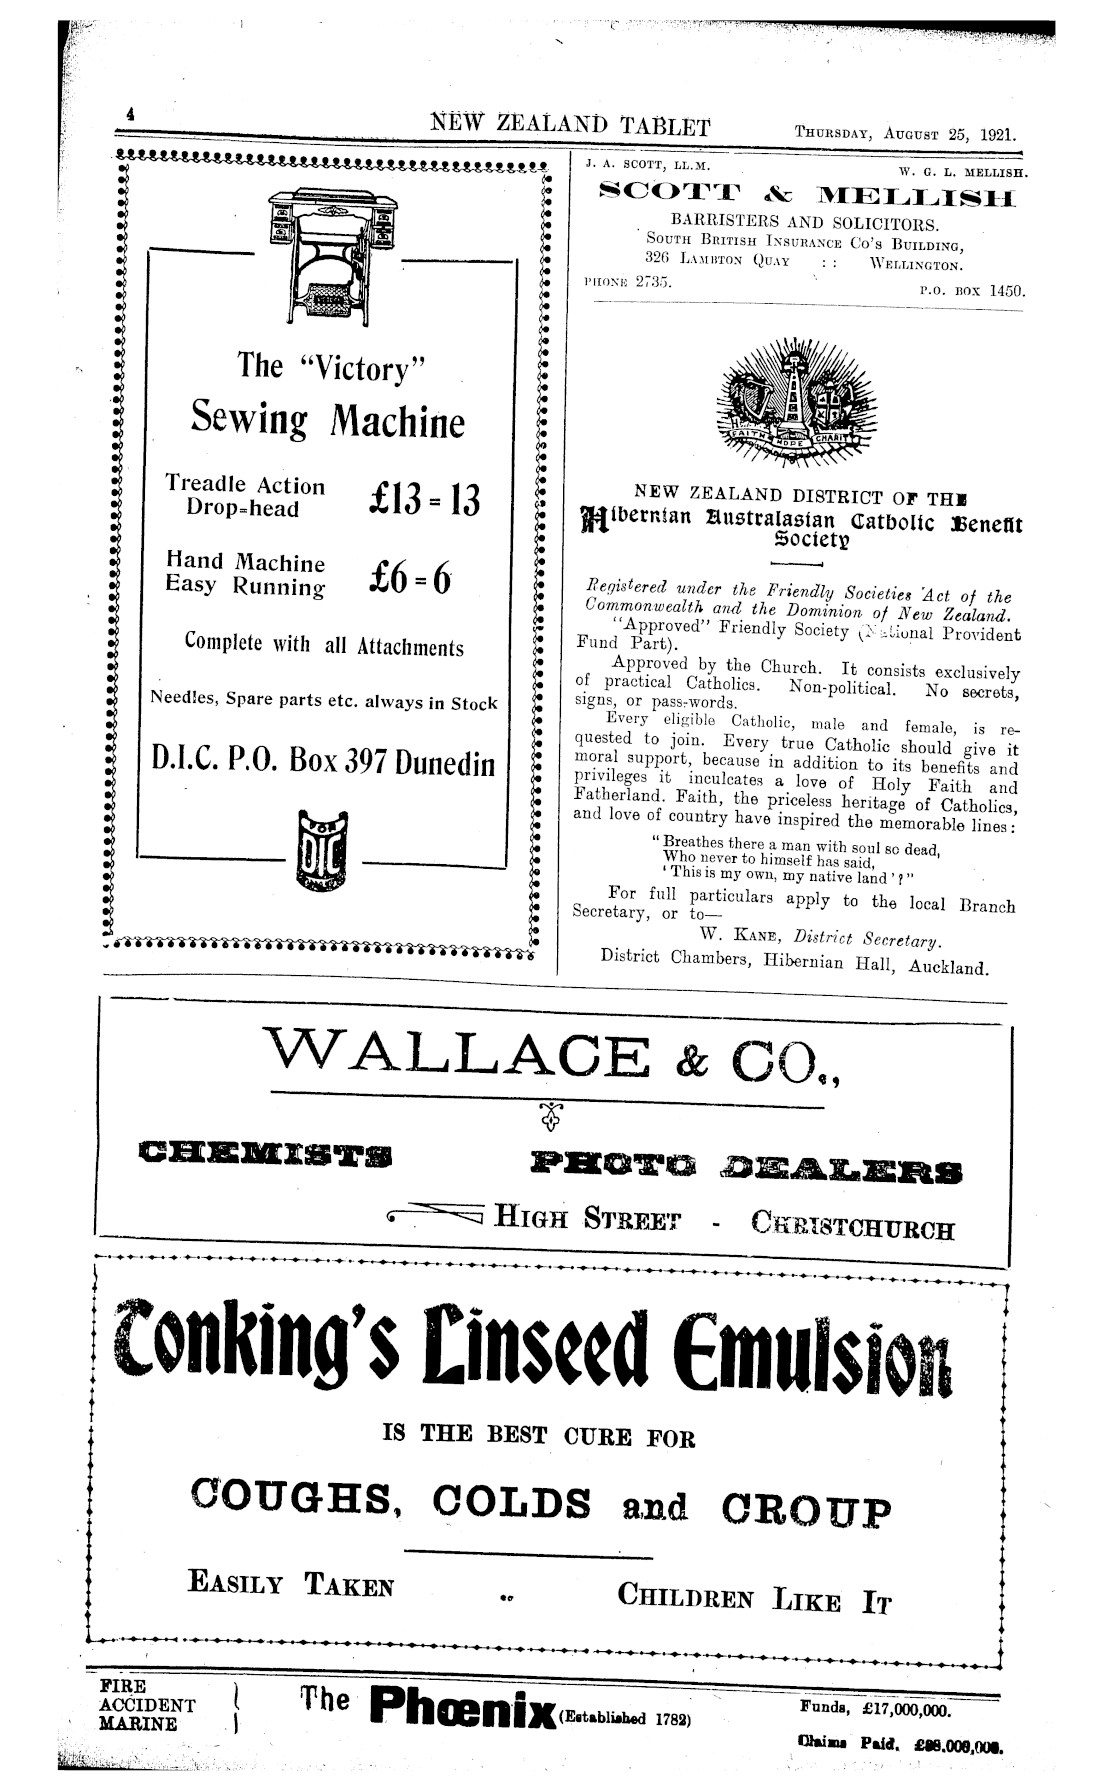 4
NEW ZEALAND TABLET
THURSDAY, AUGUST 25, 1921.
The "Victory"
Sewing Machine
Treadle Action
Drop=head
£13=13
Hand Machine
Easy Running
£6=6
Complete with all Attachments
Needles, Spare parts etc. always in Stock
D.I.C. P.O. Box 397 Dunedin
FOR
DIC
J. A. SCOTT, LL.M.
W. G. L. MELLISH.
SCOTT & MELLISH
BARRISTERS AND SOLICITORS.
SOUTH BRITISH INSURANCE CO'S BUILDING,
326 LAMBTON QUAY : : WELLINGTON.
PHONE 2735.
P.O. BOX 1450.
FAITH HOPE CHARITY
NEW ZEALAND DISTRICT OF THE
Hibernian Australasian Catholic Benefit
Society
Registered under the Friendly Societies Act of the
Commonwealth and the Dominion of New Zealand.
"Approved" Friendly Society (National Provident
Fund Part).
Approved by the Church. It consists exclusively
of practical Catholics. Non-political. No secrets,
signs, or pass-words.
Every eligible Catholic, male and female, is re-
quested to join. Every true Catholic should give it
moral support, because in addition to its benefits and
privileges it inculcates a love of Holy Faith and
Fatherland. Faith, the priceless heritage of Catholics,
and love of country have inspired the memorable lines:
"Breathes there a man with soul so dead,
Who never to himself has said,
'This is my own, my native land'?"
For full particulars apply to the local Branch
Secretary, or to—
W. KANE, District Secretary.
District Chambers, Hibernian Hall, Auckland.
WALLACE & CO.,
CHEMISTS PHOTO DEALERS
HIGH STREET - CHRISTCHURCH
Tonking's Linseed Emulsion
IS THE BEST CURE FOR
COUGHS, COLDS and CROUP
EASILY TAKEN
CHILDREN LIKE IT
FIRE
ACCIDENT
MARINE
The Phœnix (Established 1782)
Funds, £17,000,000.
Claims Paid,